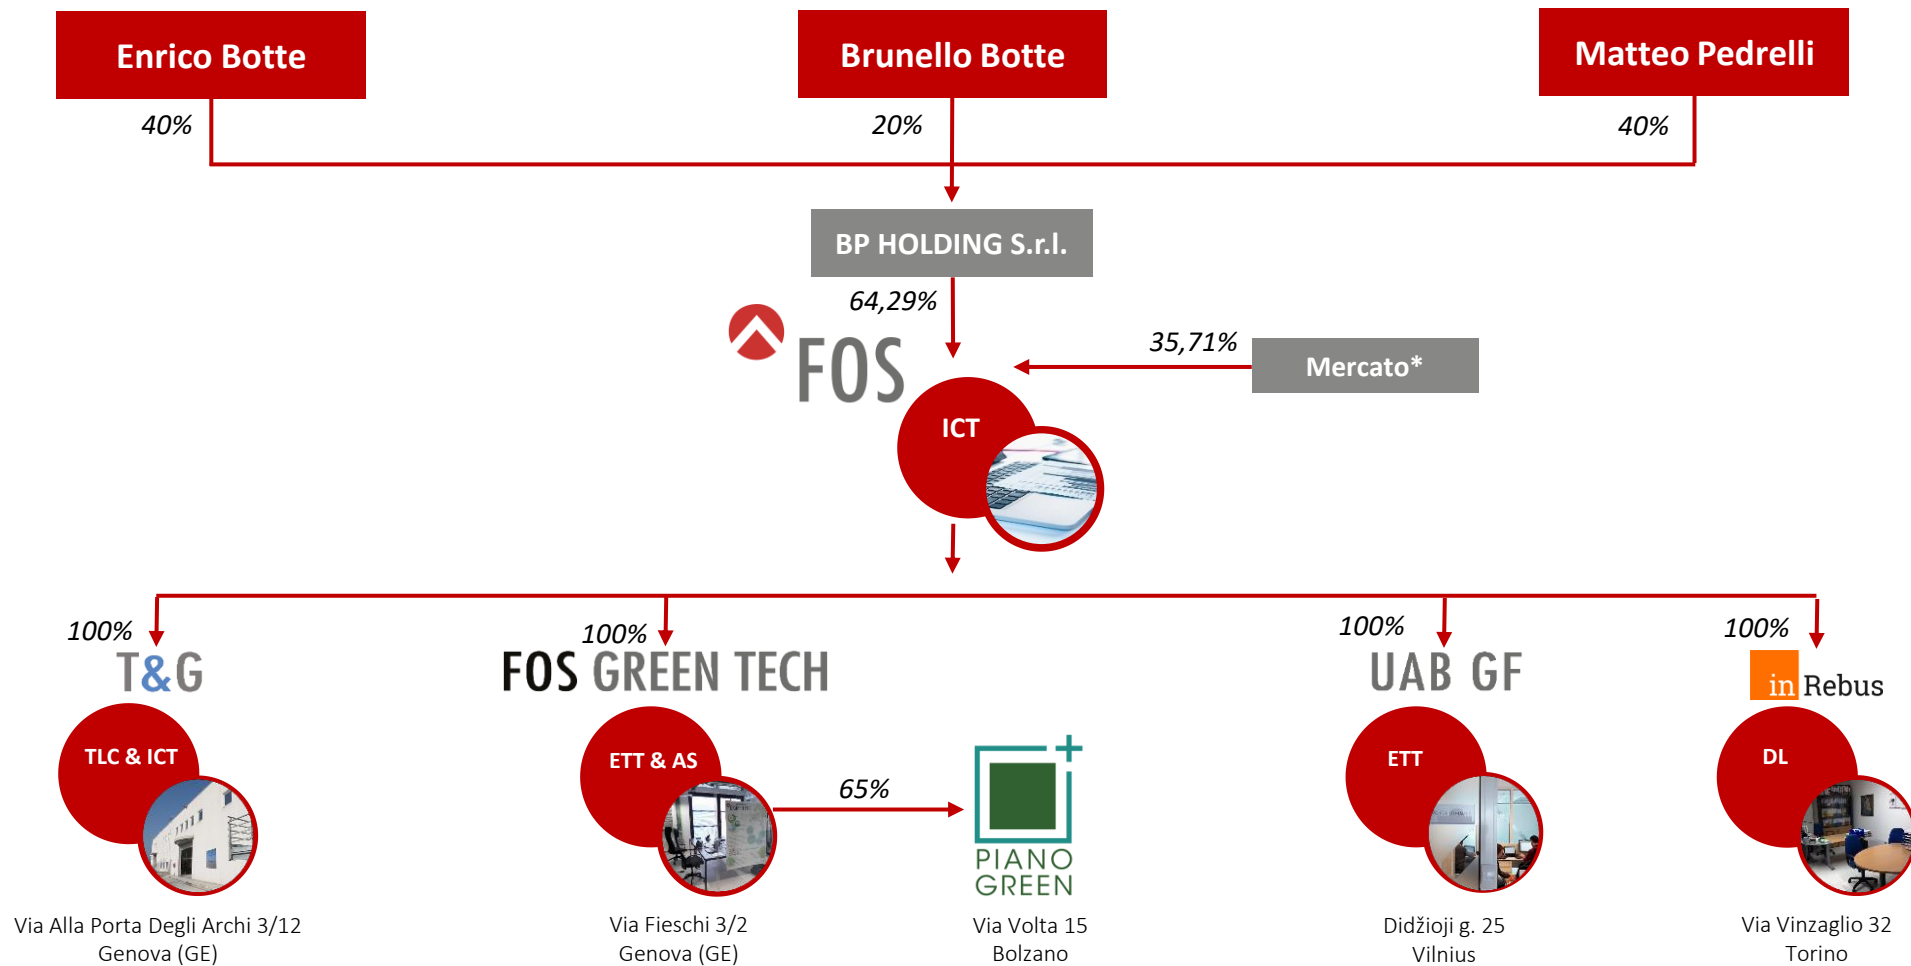 Enrico Botte
Brunello Botte
Matteo Pedrelli
40%
20%
40%
BP HOLDING S.r.l.
64,29%
FOS
35,71%
Mercato*
ICT
100%
100%
100%
100%
T&G
FOS GREEN TECH
UAB GF
in Rebus
TLC & ICT
ETT & AS
65%
ETT
DL
PIANO
GREEN
Via Alla Porta Degli Archi 3/12
Genova (GE)
Via Fieschi 3/2
Genova (GE)
Via Volta 15
Bolzano
Didžioji g. 25
Vilnius
Via Vinzaglio 32
Torino